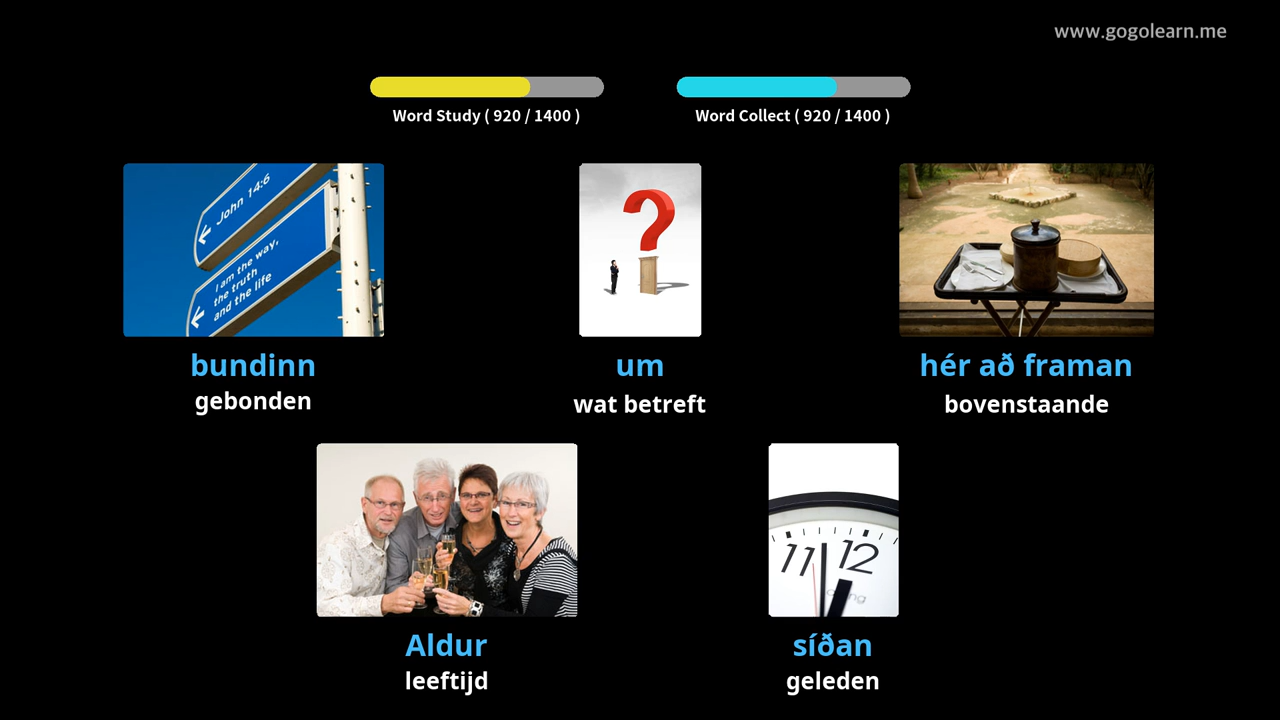 www.gogolearn.me
Word Study ( 920 / 1400 )
Word Collect ( 920 / 1400 )
John 14:6
I am the way,
the truth
and the life
?
bundinn
gebonden
um
wat betreft
hér að framan
bovenstaande
11 12
Aldur
leeftijd
síðan
geleden